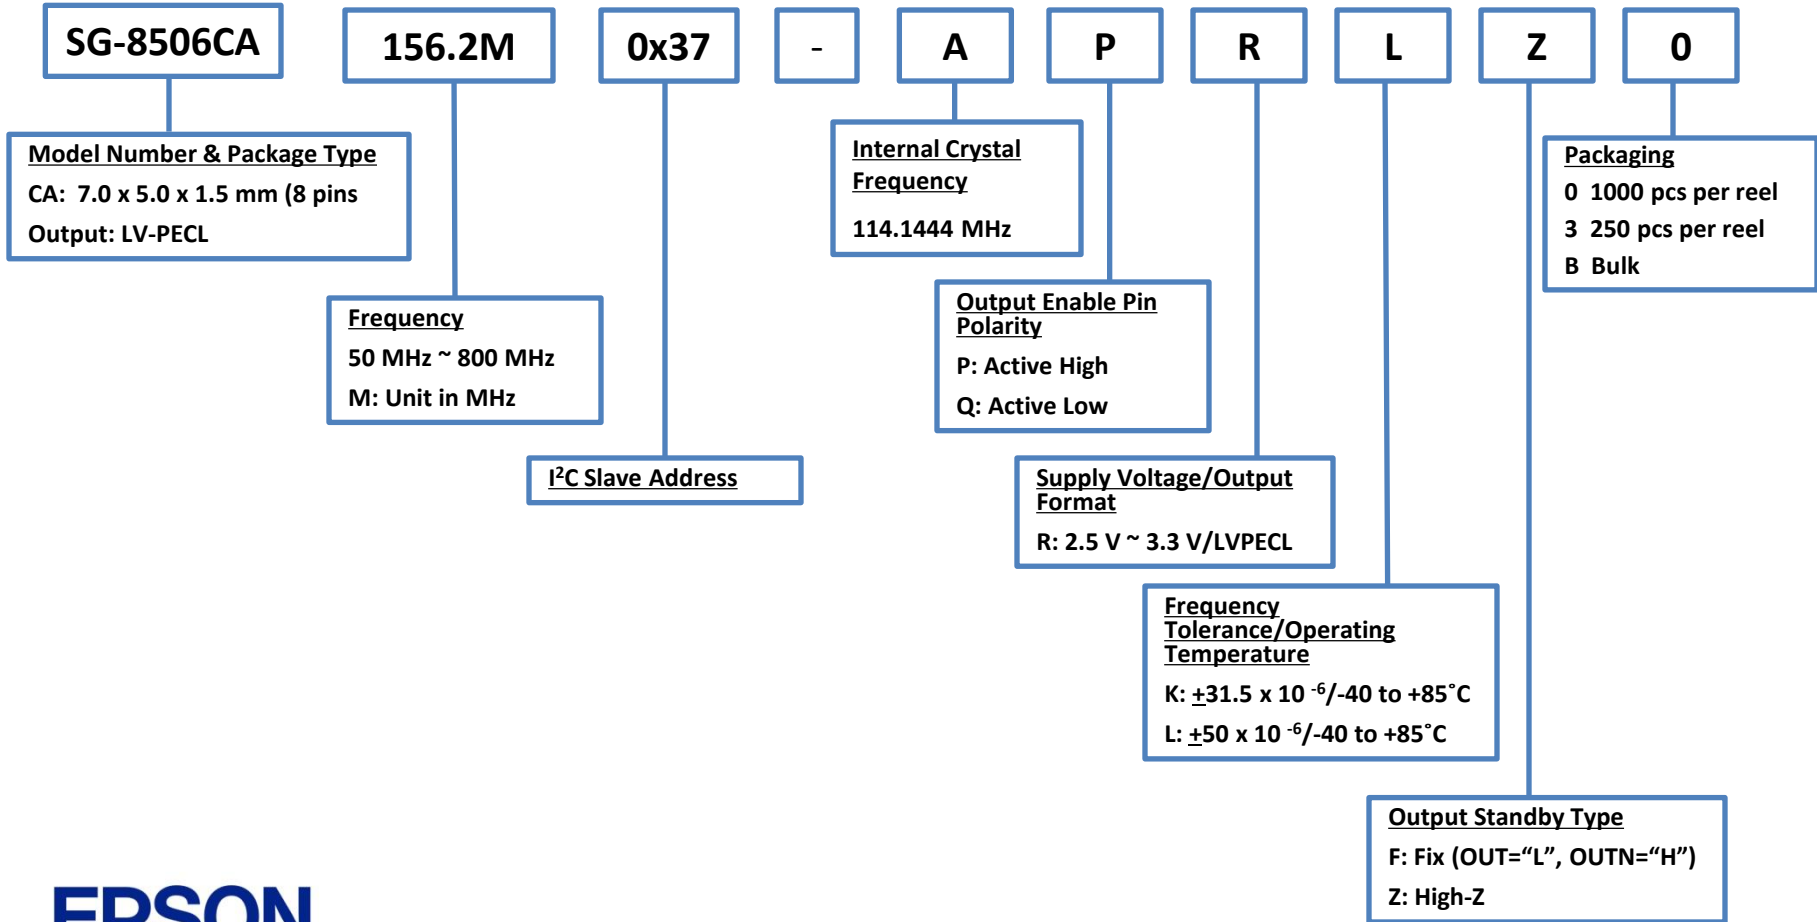 SG-8506CA 156.2M 0x37 - A P R L Z 0
Model Number & Package Type
CA: 7.0 x 5.0 x 1.5 mm (8 pins
Output: LV-PECL
Internal Crystal
Frequency
114.1444 MHz
Packaging
0 1000 pcs per reel
3 250 pcs per reel
B Bulk
Frequency
50 MHz ~ 800 MHz
M: Unit in MHz
Output Enable Pin
Polarity
P: Active High
Q: Active Low
I²C Slave Address
Supply Voltage/Output
Format
R: 2.5 V ~ 3.3 V/LVPECL
Frequency
Tolerance/Operating
Temperature
K: ±31.5 x 10 ⁻⁶/-40 to +85˚C
L: ±50 x 10 ⁻⁶/-40 to +85˚C
Output Standby Type
F: Fix (OUT=“L”, OUTN=“H”)
Z: High-Z
EPSON